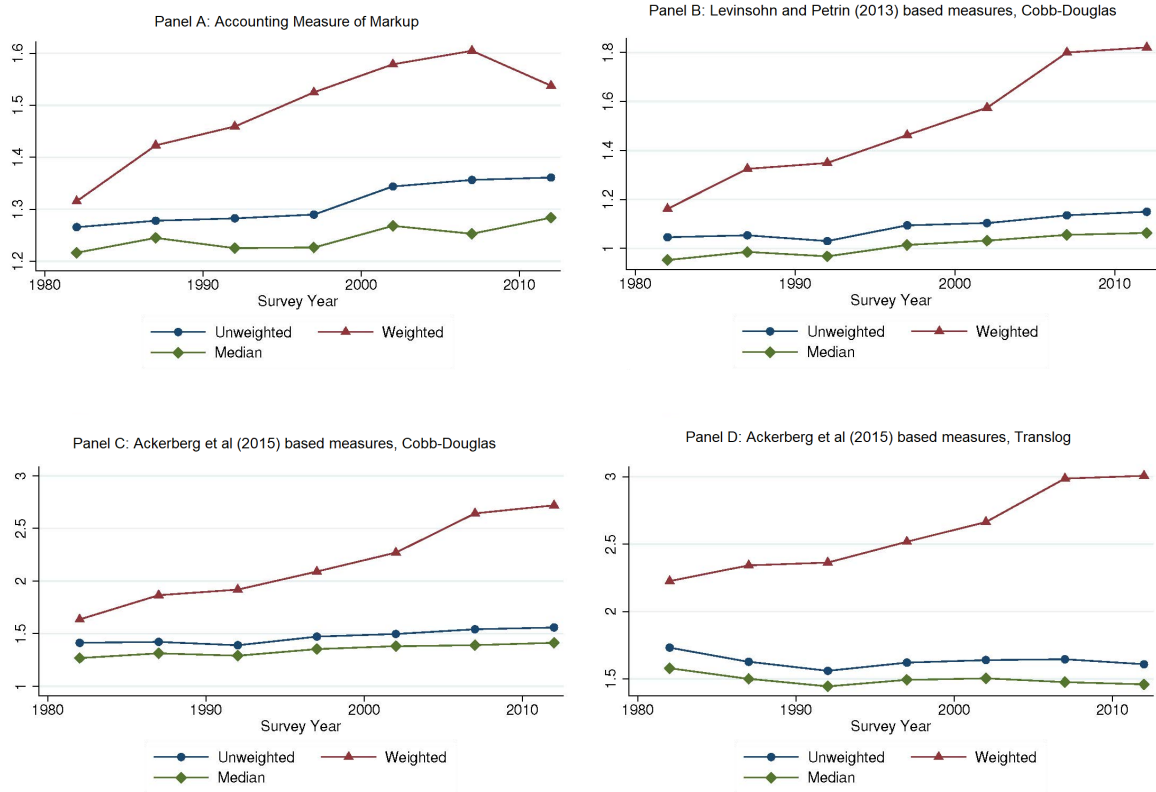 Panel A: Accounting Measure of Markup
1.6
1.5
1.4
1.3
1.2
1980 1990 2000 2010
Survey Year
Unweighted Weighted
Median
Panel B: Levinsohn and Petrin (2013) based measures, Cobb-Douglas
1.8
1.6
1.4
1.2
1
1980 1990 2000 2010
Survey Year
Unweighted Weighted
Median
Panel C: Ackerberg et al (2015) based measures, Cobb-Douglas
3
2.5
2
1.5
1
1980 1990 2000 2010
Survey Year
Unweighted Weighted
Median
Panel D: Ackerberg et al (2015) based measures, Translog
3
2.5
2
1.5
1980 1990 2000 2010
Survey Year
Unweighted Weighted
Median